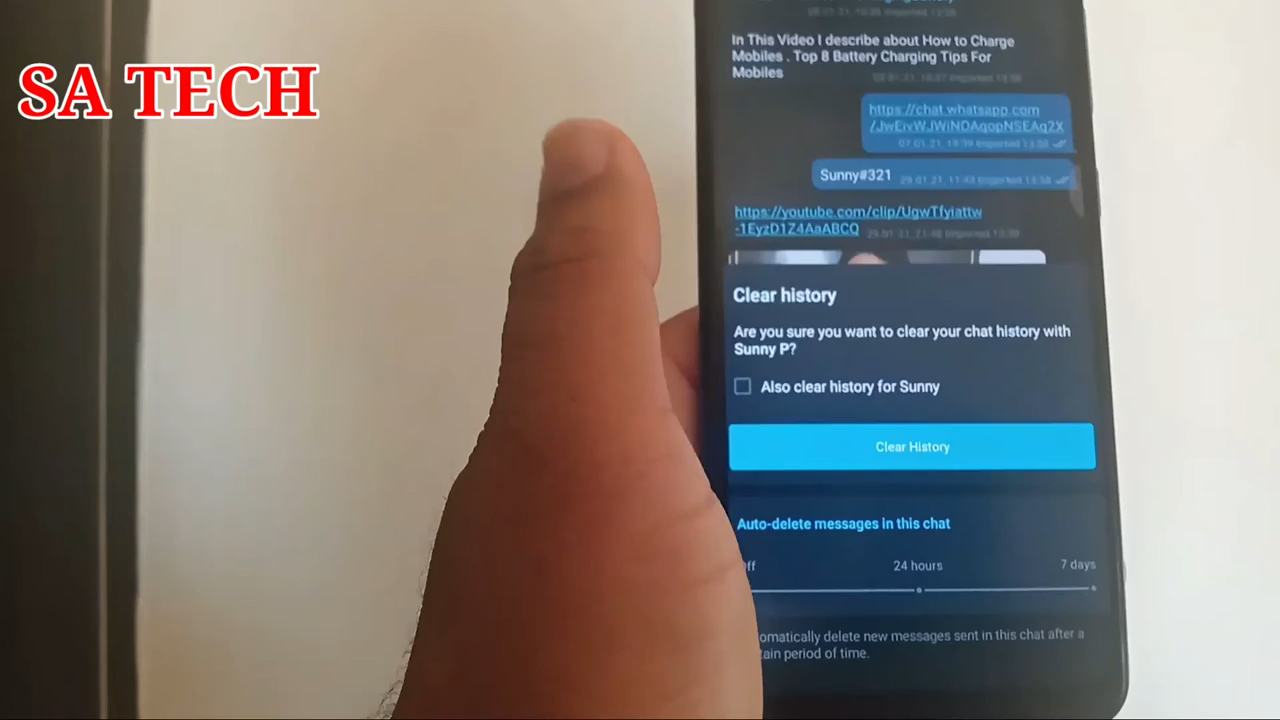 SA TECH
In This Video I describe about How to Charge
Mobiles . Top 8 Battery Charging Tips For
Mobiles
https://chat.whatsapp.com
Sunny#321
https://youtube.com/clip/UgwTfyiattw
-1EyzD1Z4AaABCQ
Clear history
Are you sure you want to clear your chat history with
Sunny P?
Also clear history for Sunny
Clear History
Auto-delete messages in this chat
24 hours
7 days
delete new messages sent in this chat after a
period of time.